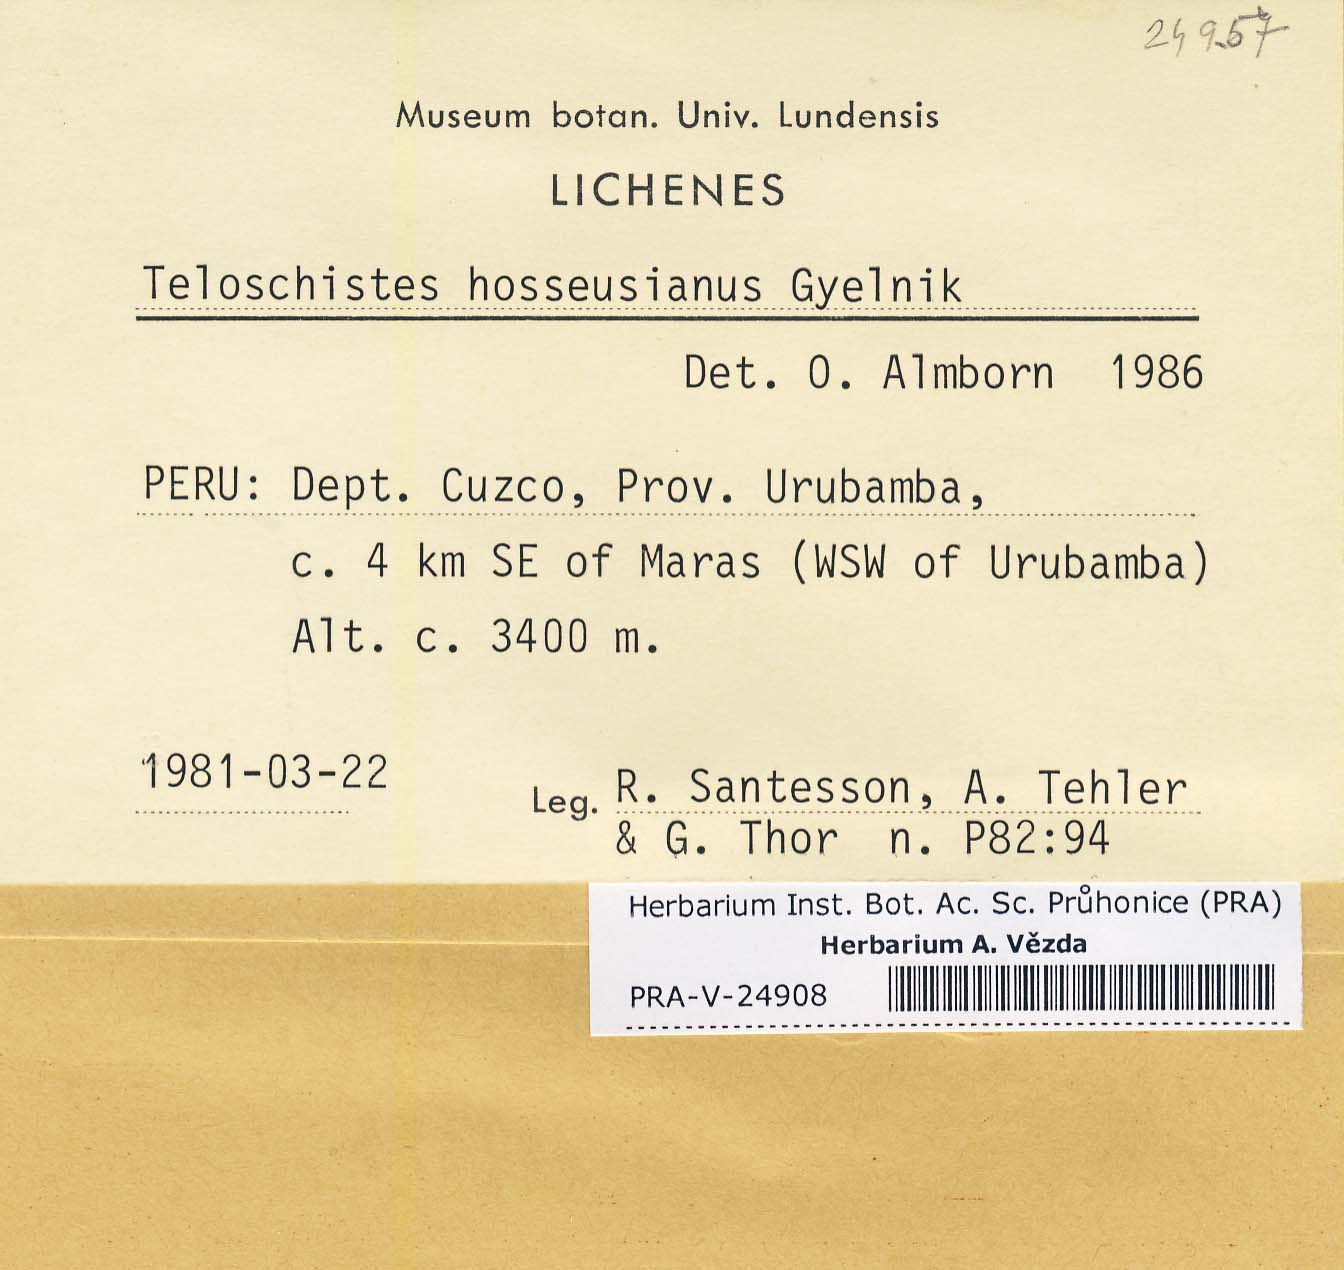 24957
Museum botan. Univ. Lundensis
LICHENES
Teloschistes hosseusianus Gyelnik
Det. O. Almborn 1986
PERU: Dept. Cuzco, Prov. Urubamba,
c. 4 km SE of Maras (WSW of Urubamba)
Alt. c. 3400 m.
1981-03-22
Leg. R. Santesson, A. Tehler
& G. Thor n. P82:94
Herbarium Inst. Bot. Ac. Sc. Průhonice (PRA)
Herbarium A. Vězda
PRA-V-24908